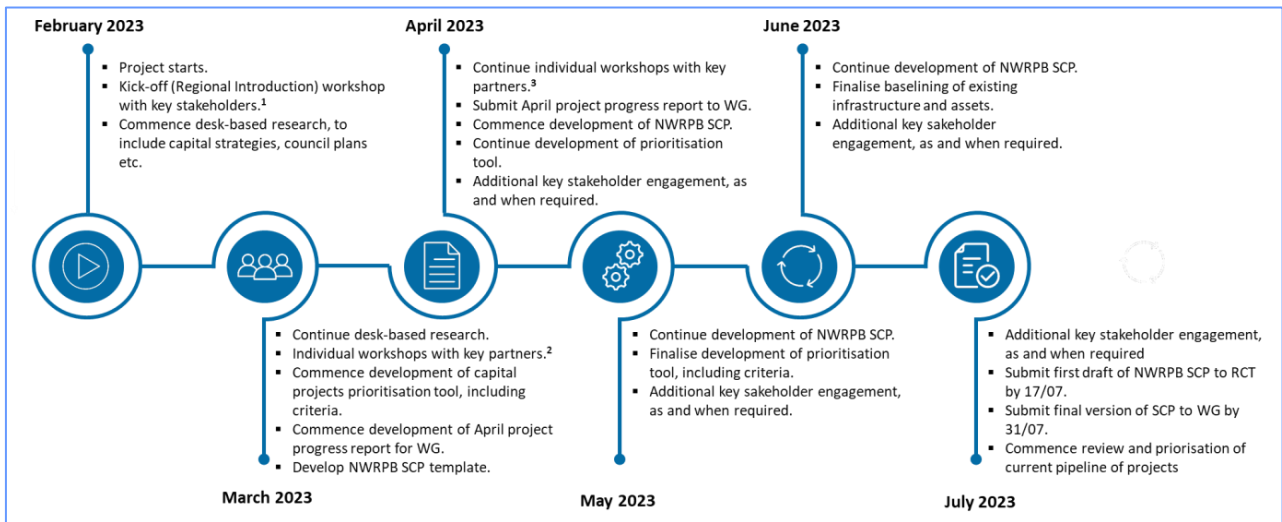 February 2023
▪ Project starts.
▪ Kick-off (Regional Introduction) workshop
with key stakeholders.¹
▪ Commence desk-based research, to
include capital strategies, council plans
etc.
April 2023
▪ Continue individual workshops with key
partners.³
▪ Submit April project progress report to WG.
▪ Commence development of NWRPB SCP.
▪ Continue development of prioritisation
tool.
▪ Additional key stakeholder engagement, as
and when required.
June 2023
▪ Continue development of NWRPB SCP.
▪ Finalise baselining of existing
infrastructure and assets.
▪ Additional key sakeholder
engagement, as and when required.
▪ Continue desk-based research.
▪ Individual workshops with key partners.²
▪ Commence development of capital
projects prioritisation tool, including
criteria.
▪ Commence development of April project
progress report for WG.
▪ Develop NWRPB SCP template.
March 2023
▪ Continue development of NWRPB SCP.
▪ Finalise development of prioritisation
tool, including criteria.
▪ Additional key sakeholder engagement,
as and when required.
May 2023
▪ Additional key stakeholder engagement,
as and when required
▪ Submit first draft of NWRPB SCP to RCT
by 17/07.
▪ Submit final version of SCP to WG by
31/07.
▪ Commence review and priorisation of
current pipeline of projects
July 2023